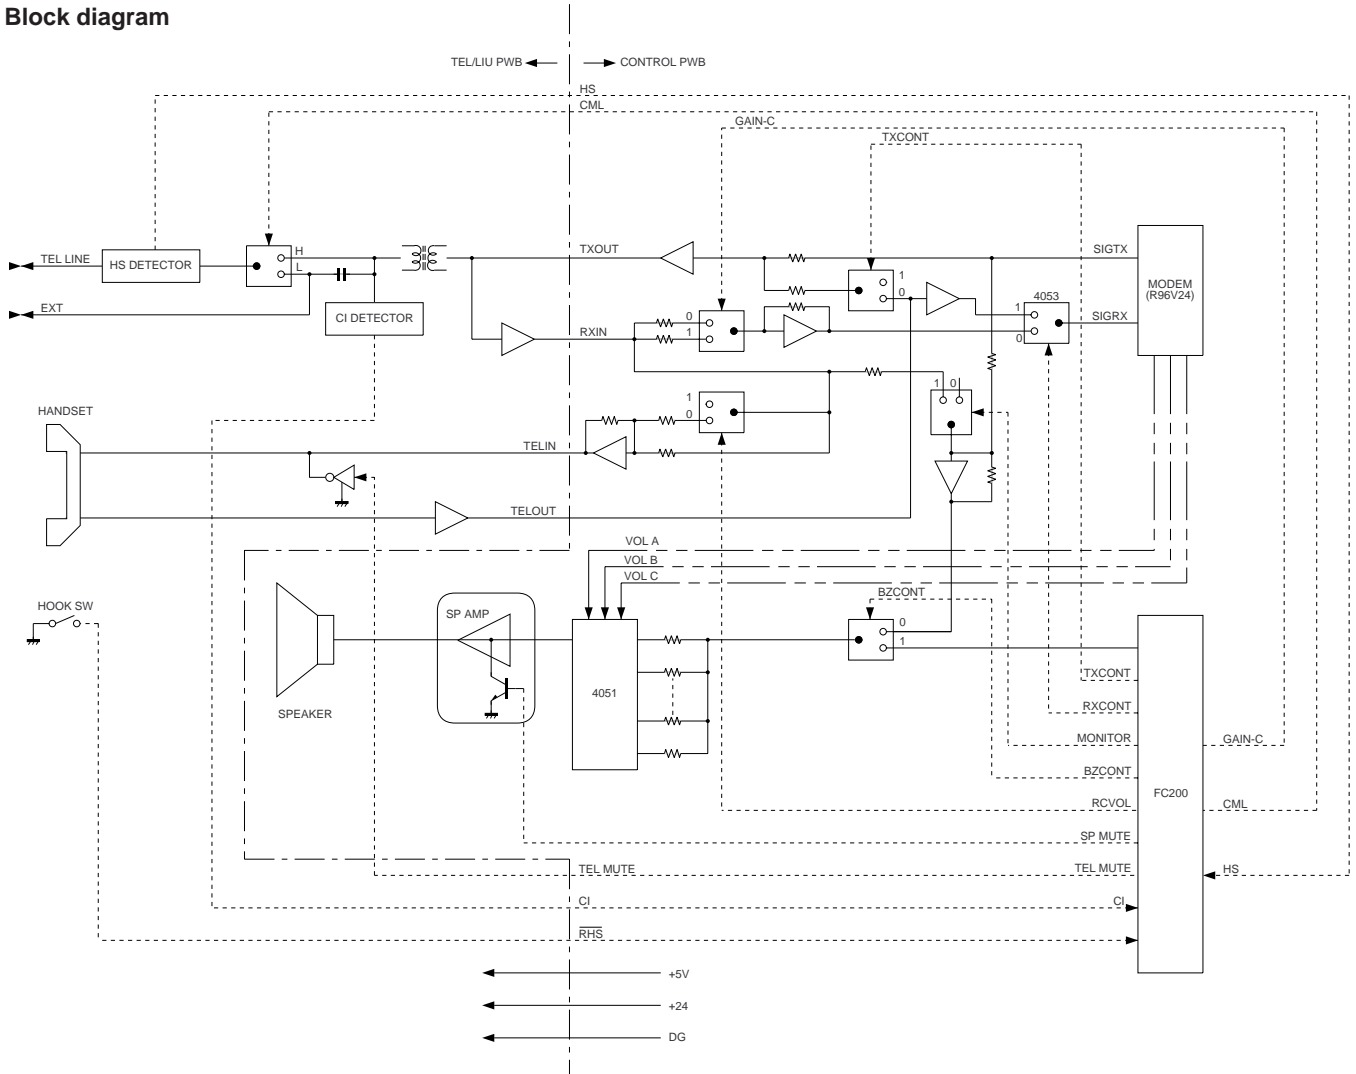 Block diagram
TEL/LIU PWB
CONTROL PWB
HS
CML
GAIN-C
TXCONT
TEL LINE
HS DETECTOR
H
L
TXOUT
SIGTX
MODEM
(R96V24)
1
0
4053
EXT
CI DETECTOR
0
1
RXIN
1
0
SIGRX
1
0
HANDSET
1
0
TELIN
TELOUT
VOL A
VOL B
VOL C
BZCONT
HOOK SW
SP AMP
0
1
4051
SPEAKER
TXCONT
RXCONT
MONITOR
GAIN-C
BZCONT
FC200
RCVOL
CML
SP MUTE
TEL MUTE
TEL MUTE
HS
CI
CI
RHS
+5V
+24
DG